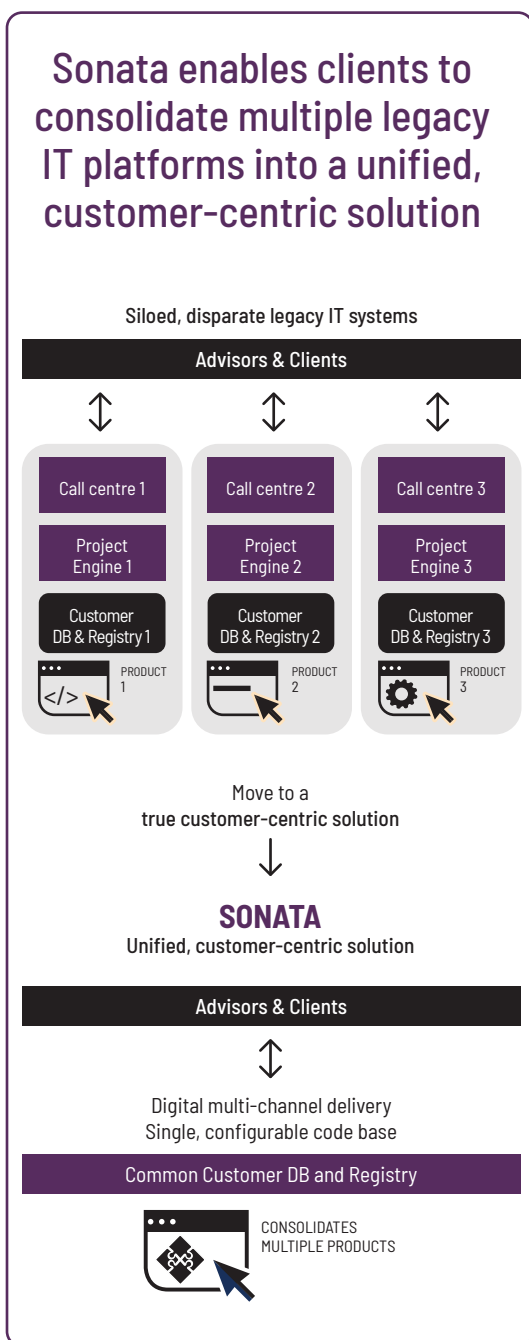 Sonata enables clients to
consolidate multiple legacy
IT platforms into a unified,
customer-centric solution
Siloed, disparate legacy IT systems
Advisors & Clients
Call centre 1
Call centre 2
Call centre 3
Project
Engine 1
Project
Engine 2
Project
Engine 3
Customer
DB & Registry 1
Customer
DB & Registry 2
Customer
DB & Registry 3
</>
PRODUCT
1
PRODUCT
2
PRODUCT
3
Move to a
true customer-centric solution
SONATA
Unified, customer-centric solution
Advisors & Clients
Digital multi-channel delivery
Single, configurable code base
Common Customer DB and Registry
CONSOLIDATES
MULTIPLE PRODUCTS